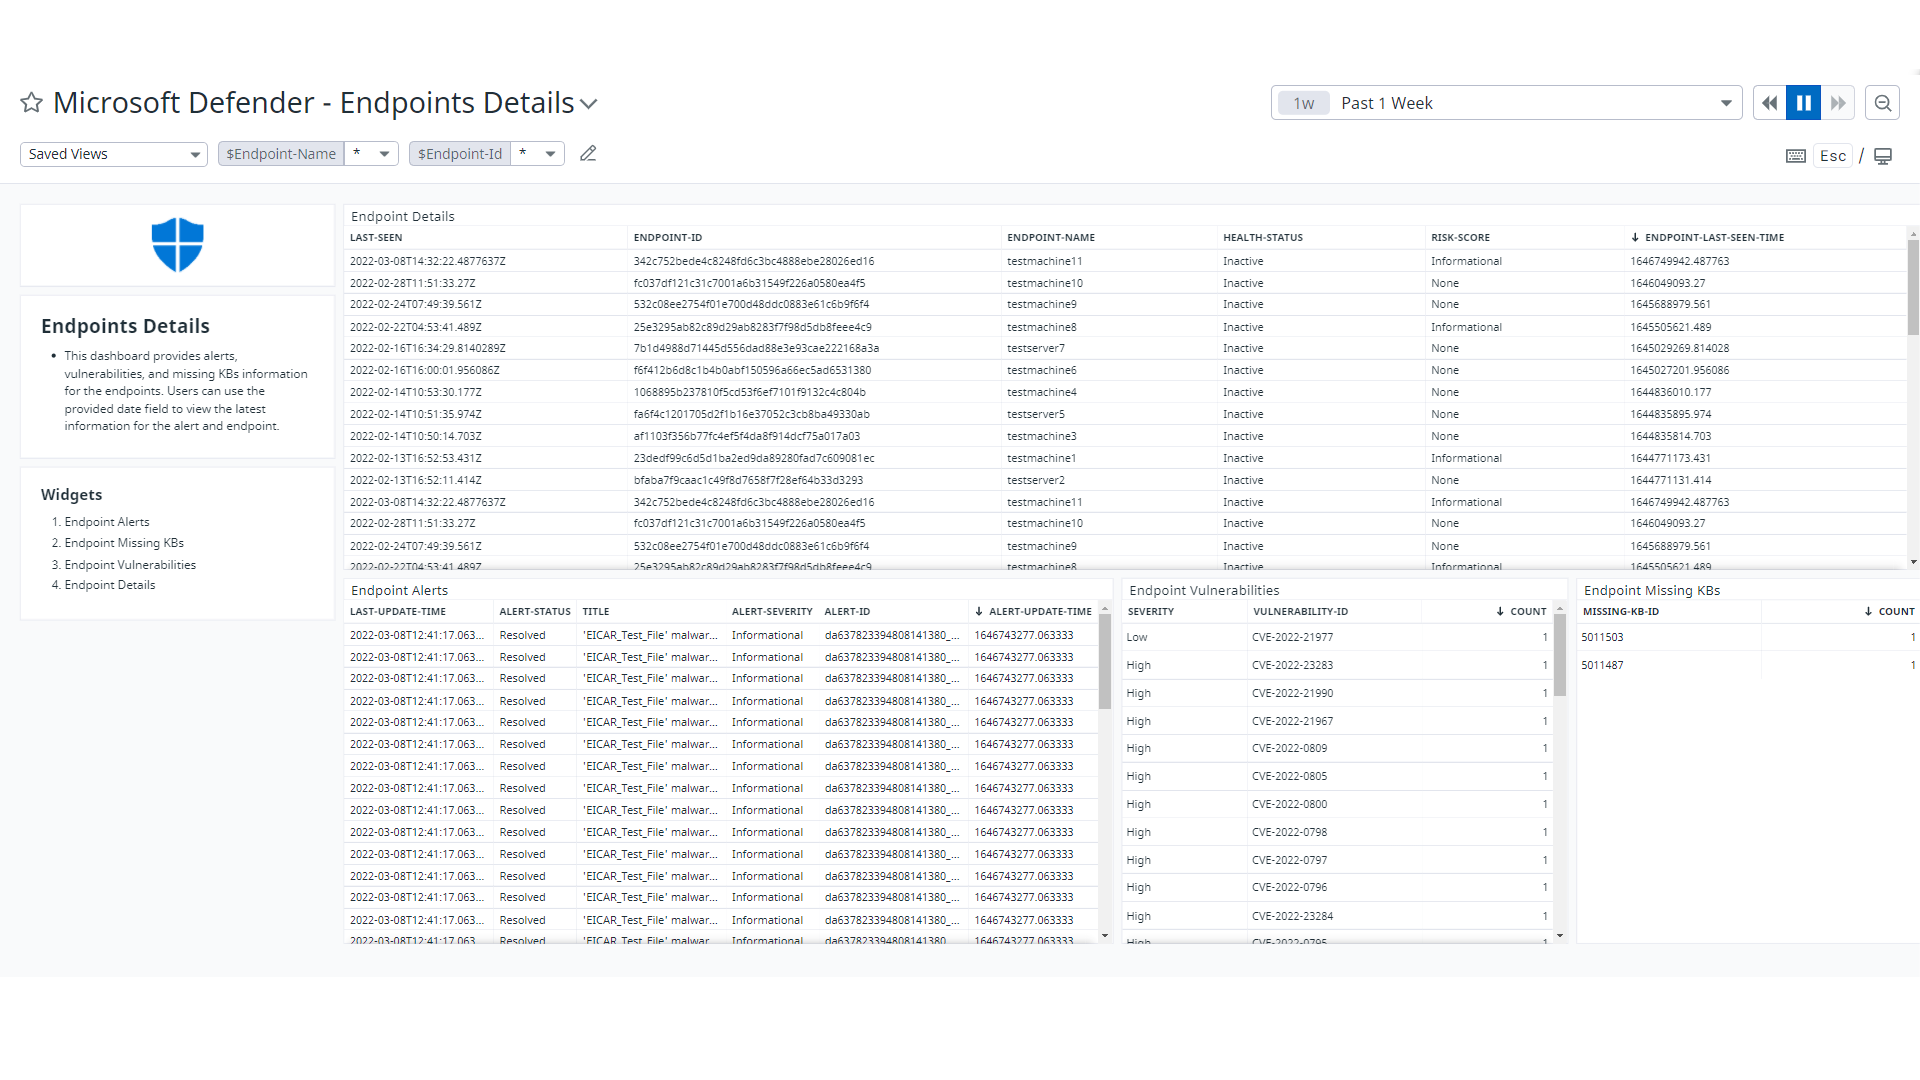 Microsoft Defender - Endpoints Details
1w Past 1 Week
Saved Views
$Endpoint-Name *
$Endpoint-Id *
Esc /
Endpoints Details
• This dashboard provides alerts,
vulnerabilities, and missing KBs information
for the endpoints. Users can use the
provided date field to view the latest
information for the alert and endpoint.
Widgets
1. Endpoint Alerts
2. Endpoint Missing KBs
3. Endpoint Vulnerabilities
4. Endpoint Details
Endpoint Details
LAST-SEEN ENDPOINT-ID ENDPOINT-NAME HEALTH-STATUS RISK-SCORE ↓ ENDPOINT-LAST-SEEN-TIME
2022-03-08T14:32:22.4877637Z 342c752bede4c8248fd6c3bc4888ebe28026ed16 testmachine11 Inactive Informational 1646749942.487763
2022-02-28T11:51:33.27Z fc037df121c31c7001a6b31549f226a0580ea4f5 testmachine10 Inactive None 1646049093.27
2022-02-24T07:49:39.561Z 532c08ee2754f01e700d48ddc0883e61c6b9f6f4 testmachine9 Inactive None 1645688979.561
2022-02-22T04:53:41.489Z 25e3295ab82c89d29ab8283f7f98d5db8feee4c9 testmachine8 Inactive Informational 1645505621.489
2022-02-16T16:34:29.8140289Z 7b1d4988d71445d556dad88e3e93cae222168a3a testserver7 Inactive None 1645029269.814028
2022-02-16T16:00:01.956086Z f6f412b6d8c1b4b0abf150596a66ec5ad6531380 testmachine6 Inactive None 1645027201.956086
2022-02-14T10:53:30.177Z 1068895b237810f5cd53f6ef7101f9132c4c804b testmachine4 Inactive None 1644836010.177
2022-02-14T10:51:35.974Z fa6f4c1201705d2f1b16e37052c3cb8ba49330ab testserver5 Inactive None 1644835895.974
2022-02-14T10:50:14.703Z af1103f356b77fc4ef5f4da8f914dcf75a017a03 testmachine3 Inactive None 1644835814.703
2022-02-13T16:52:53.431Z 23dedf99c6d5d1ba2ed9da89280fad7c609081ec testmachine1 Inactive Informational 1644771173.431
2022-02-13T16:52:11.414Z bfaba7f9caac1c49f8d7658f7f28ef64b33d3293 testserver2 Inactive None 1644771131.414
2022-03-08T14:32:22.4877637Z 342c752bede4c8248fd6c3bc4888ebe28026ed16 testmachine11 Inactive Informational 1646749942.487763
2022-02-28T11:51:33.27Z fc037df121c31c7001a6b31549f226a0580ea4f5 testmachine10 Inactive None 1646049093.27
2022-02-24T07:49:39.561Z 532c08ee2754f01e700d48ddc0883e61c6b9f6f4 testmachine9 Inactive None 1645688979.561
2022-02-22T04:53:41.489Z 25e3295ab82c89d29ab8283f7f98d5db8feee4c9 testmachine8 Inactive Informational 1645505621.489
Endpoint Alerts
LAST-UPDATE-TIME ALERT-STATUS TITLE ALERT-SEVERITY ALERT-ID ↓ ALERT-UPDATE-TIME
2022-03-08T12:41:17.063... Resolved 'EICAR_Test_File' malwar... Informational da637823394808141380_... 1646743277.063333
2022-03-08T12:41:17.063... Resolved 'EICAR_Test_File' malwar... Informational da637823394808141380_... 1646743277.063333
2022-03-08T12:41:17.063... Resolved 'EICAR_Test_File' malwar... Informational da637823394808141380_... 1646743277.063333
2022-03-08T12:41:17.063... Resolved 'EICAR_Test_File' malwar... Informational da637823394808141380_... 1646743277.063333
2022-03-08T12:41:17.063... Resolved 'EICAR_Test_File' malwar... Informational da637823394808141380_... 1646743277.063333
2022-03-08T12:41:17.063... Resolved 'EICAR_Test_File' malwar... Informational da637823394808141380_... 1646743277.063333
2022-03-08T12:41:17.063... Resolved 'EICAR_Test_File' malwar... Informational da637823394808141380_... 1646743277.063333
2022-03-08T12:41:17.063... Resolved 'EICAR_Test_File' malwar... Informational da637823394808141380_... 1646743277.063333
2022-03-08T12:41:17.063... Resolved 'EICAR_Test_File' malwar... Informational da637823394808141380_... 1646743277.063333
2022-03-08T12:41:17.063... Resolved 'EICAR_Test_File' malwar... Informational da637823394808141380_... 1646743277.063333
2022-03-08T12:41:17.063... Resolved 'EICAR_Test_File' malwar... Informational da637823394808141380_... 1646743277.063333
2022-03-08T12:41:17.063... Resolved 'EICAR_Test_File' malwar... Informational da637823394808141380_... 1646743277.063333
2022-03-08T12:41:17.063... Resolved 'EICAR_Test_File' malwar... Informational da637823394808141380_... 1646743277.063333
2022-03-08T12:41:17.063... Resolved 'EICAR_Test_File' malwar... Informational da637823394808141380_... 1646743277.063333
2022-03-08T12:41:17.063 Resolved 'EICAR_Test_File' malwar Informational da637823394808141380 1646743277.063333
Endpoint Vulnerabilities
SEVERITY VULNERABILITY-ID ↓ COUNT
Low CVE-2022-21977 1
High CVE-2022-23283 1
High CVE-2022-21990 1
High CVE-2022-21967 1
High CVE-2022-0809 1
High CVE-2022-0805 1
High CVE-2022-0800 1
High CVE-2022-0798 1
High CVE-2022-0797 1
High CVE-2022-0796 1
High CVE-2022-23284 1
High CVE-2022-0795 1
Endpoint Missing KBs
MISSING-KB-ID ↓ COUNT
5011503 1
5011487 1